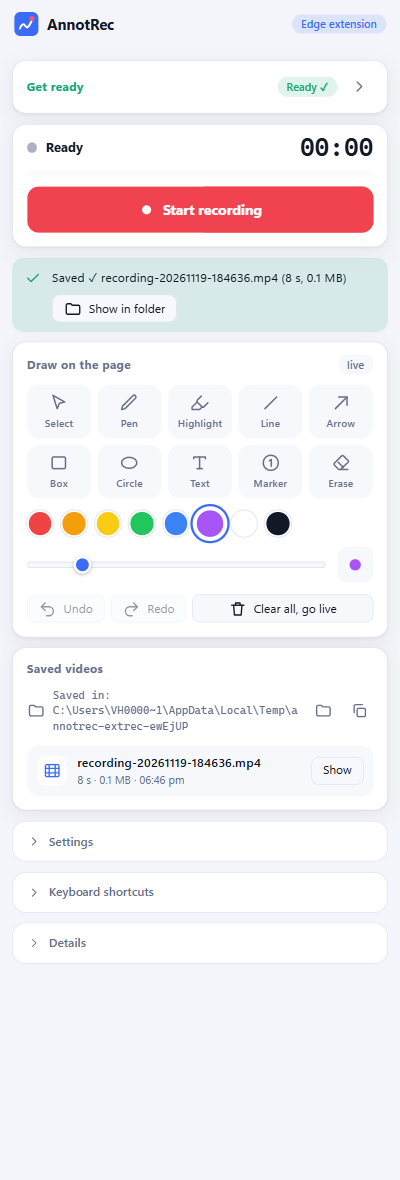 AnnotRec
Edge extension
Get ready
Ready ✓
Ready
00:00
Start recording
Saved ✓ recording-20261119-184636.mp4 (8 s, 0.1 MB)
Show in folder
Draw on the page
live
Select
Pen
Highlight
Line
Arrow
Box
Circle
Text
1
Marker
Erase
Undo
Redo
Clear all, go live
Saved videos
Saved in:
C:\Users\VH0000~1\AppData\Local\Temp\a
nnotrec-extrec-ewEjUP
recording-20261119-184636.mp4
8 s · 0.1 MB · 06:46 pm
Show
Settings
Keyboard shortcuts
Details